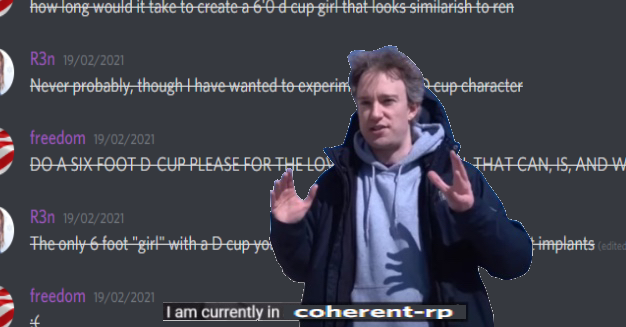 how long would it take to create a 6'0 d cup girl that looks similarish to ren
R3n 19/02/2021
Never probably, though I have wanted to experim cup character
freedom 19/02/2021
DO A SIX FOOT D-CUP PLEASE FOR THE THAT CAN, IS, AND
R3n 19/02/2021
The only 6 foot "girl" with a D cup implants (edited
freedom 19/02/2021
:(
I am currently in coherent-rp